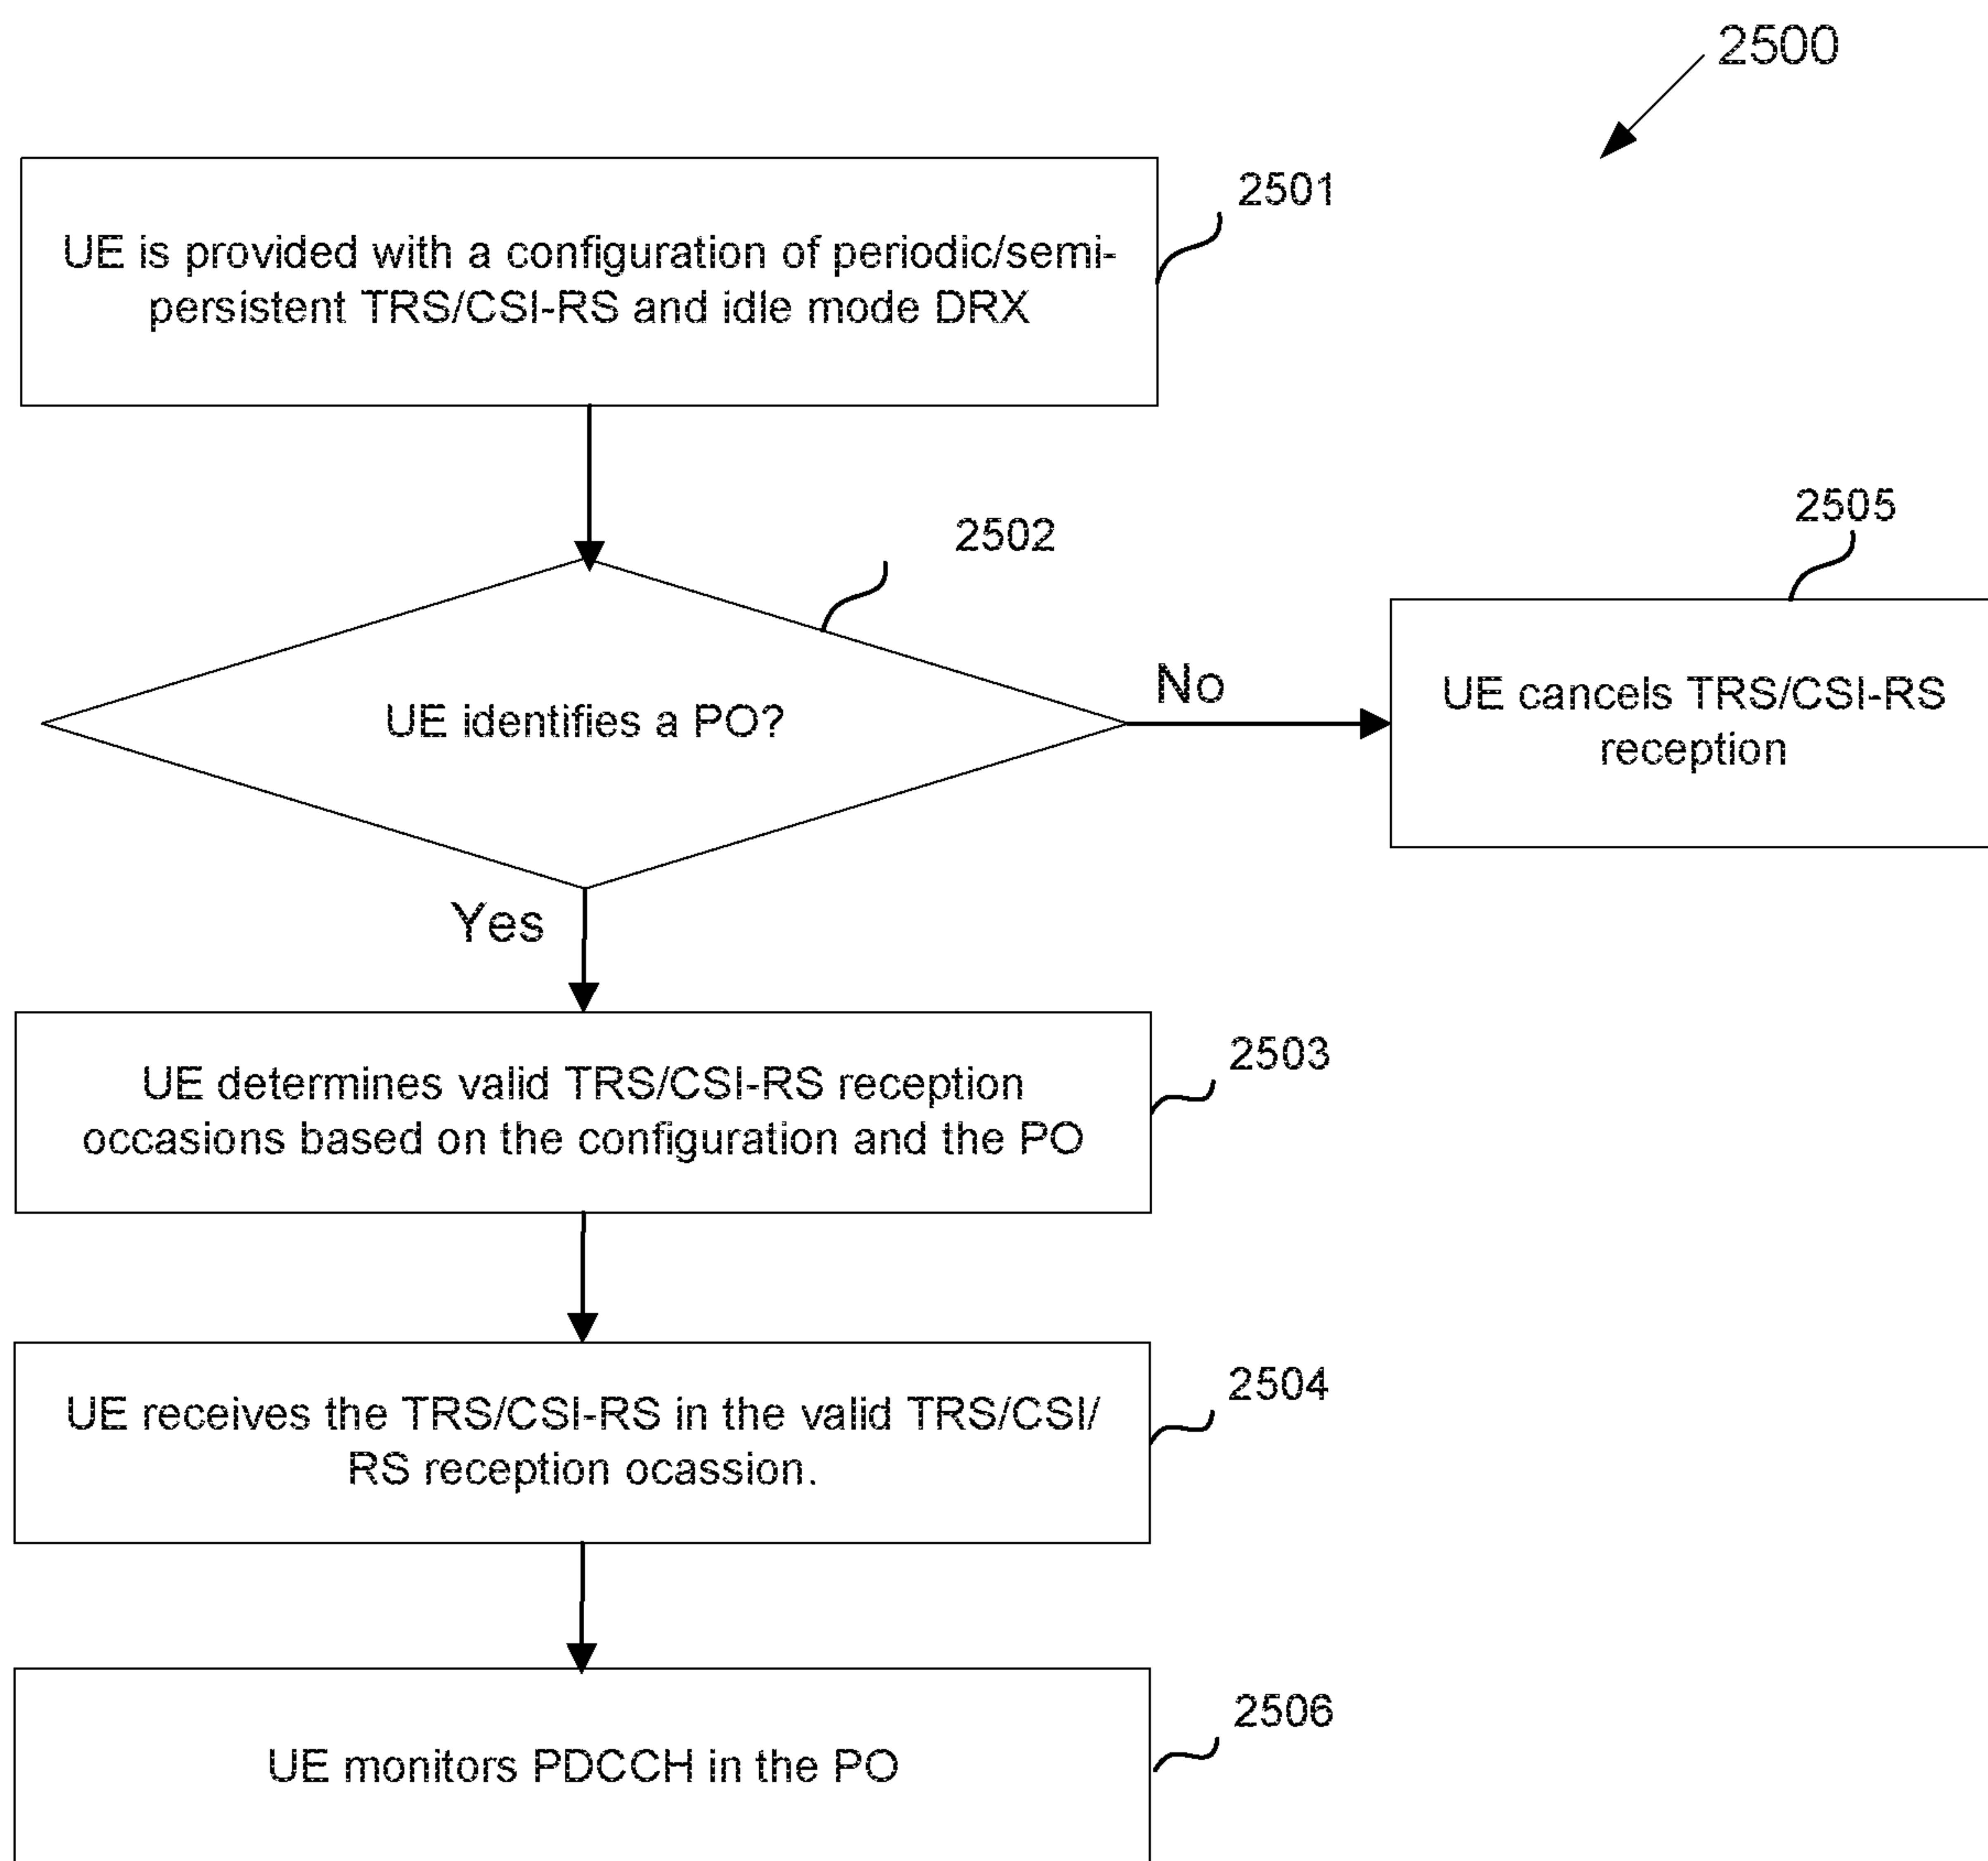 2500
UE is provided with a configuration of periodic/semi-
persistent TRS/CSI-RS and idle mode DRX
2501
2502
UE identifies a PO?
No
2505
UE cancels TRS/CSI-RS
reception
Yes
UE determines valid TRS/CSI-RS reception
occasions based on the configuration and the PO
2503
UE receives the TRS/CSI-RS in the valid TRS/CSI/
RS reception ocassion.
2504
UE monitors PDCCH in the PO
2506